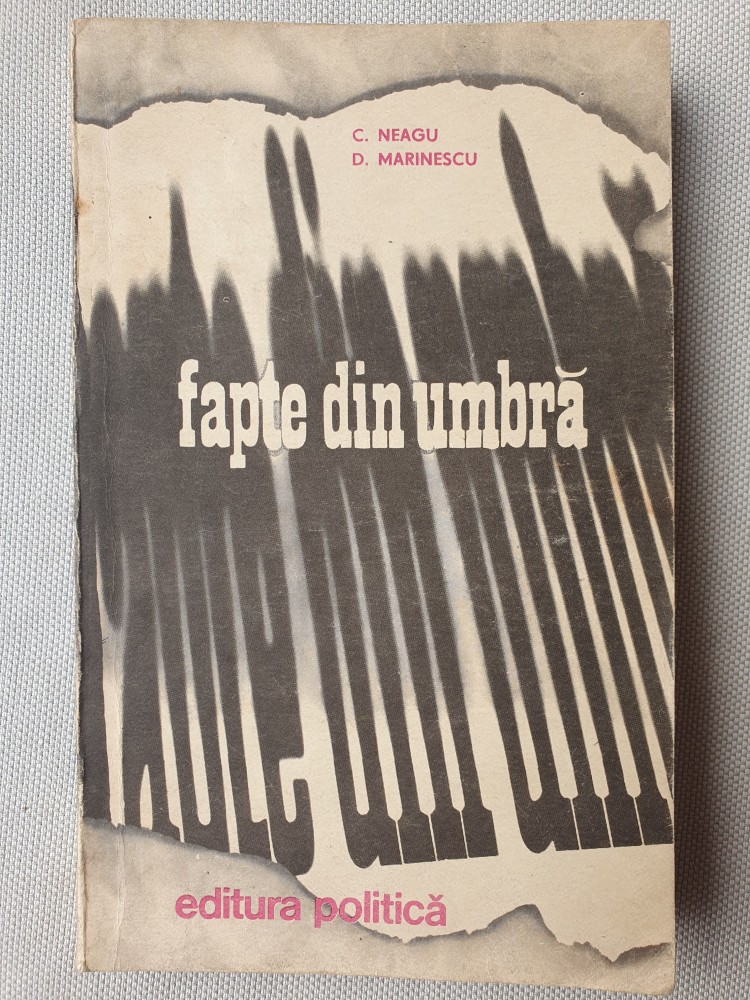 C. NEAGU
D. MARINESCU
fapte din umbră
editura politică